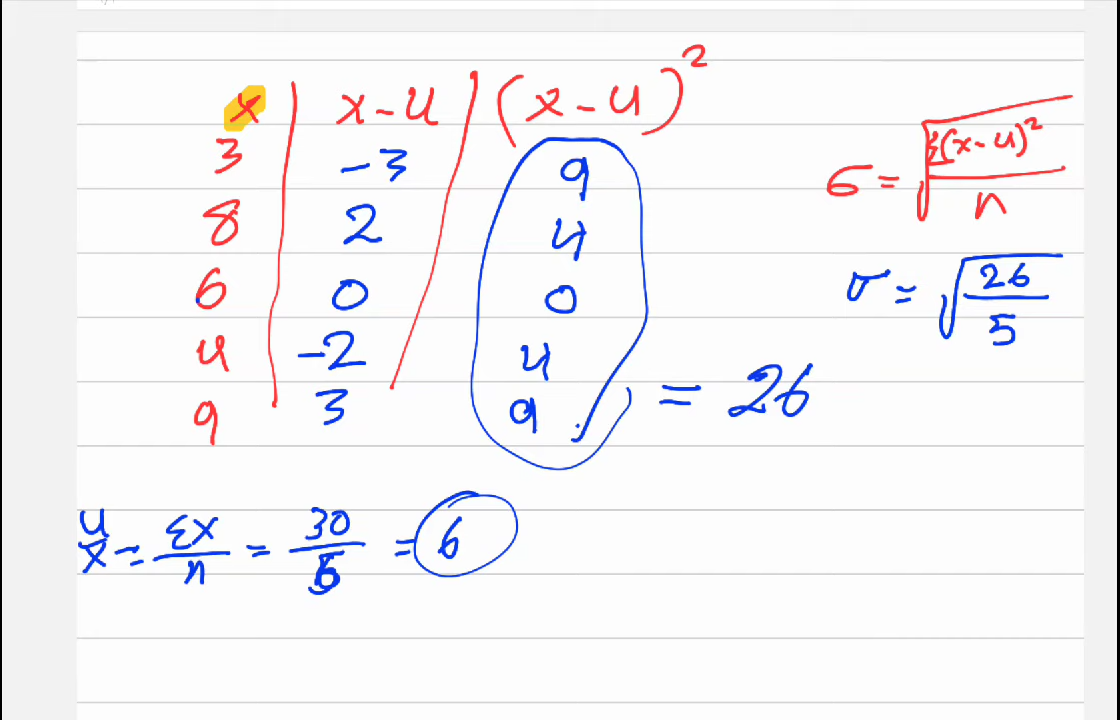 x | x - u | (x - u)²
3 -3 9
8 2 4
6 0 0
4 -2 4
9 3 9
= 26
σ = √(Σ(x - u)² / n)
σ = √(26 / 5)
u
x̄ = Σx / n = 30 / 5 = 6